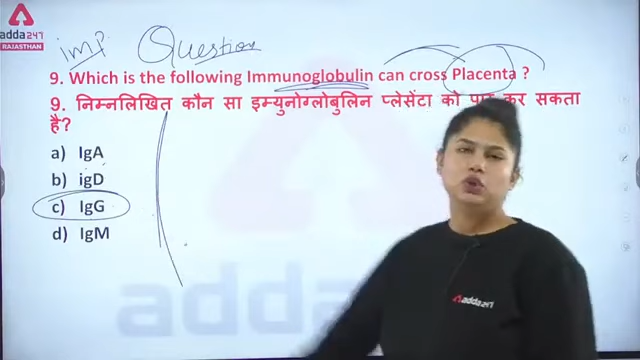 adda247
RAJASTHAN
imp. Question
9. Which is the following Immunoglobulin can cross Placenta ?
9. निम्नलिखित कौन सा इम्युनोग्लोबुलिन प्लेसेंटा को पार कर सकता
है?
a) IgA
b) igD
c) IgG
d) IgM
adda247
adda